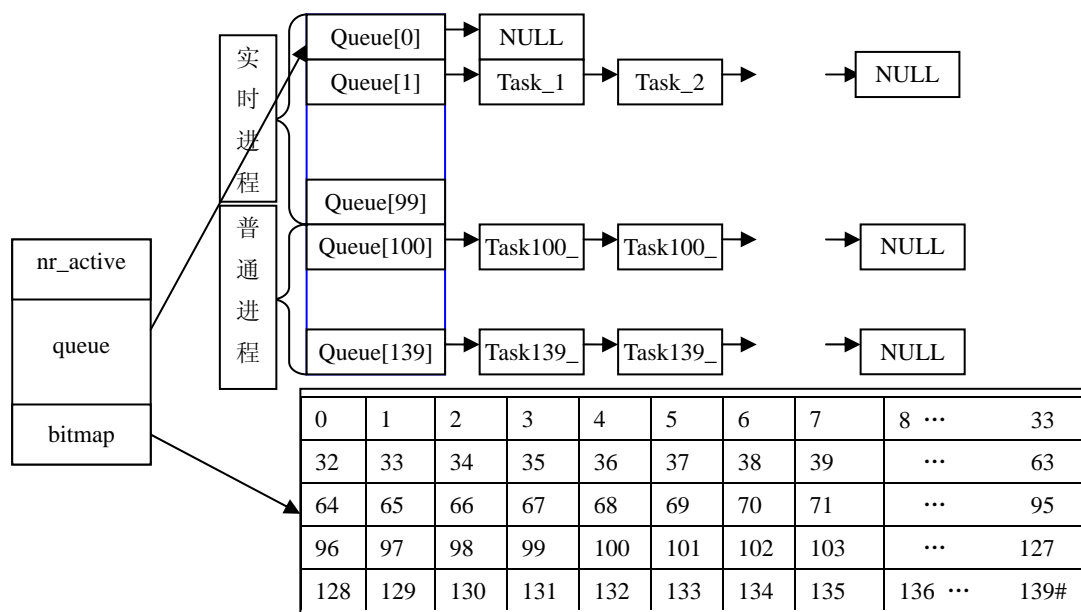 Queue[0] NULL
Queue[1] Task_1 Task_2 NULL
实时进程
Queue[99]
普通进程
Queue[100] Task100_ Task100_ NULL
nr_active
queue
Queue[139] Task139_ Task139_ NULL
bitmap
0 1 2 3 4 5 6 7 8 … 33
32 33 34 35 36 37 38 39 … 63
64 65 66 67 68 69 70 71 … 95
96 97 98 99 100 101 102 103 … 127
128 129 130 131 132 133 134 135 136 … 139#